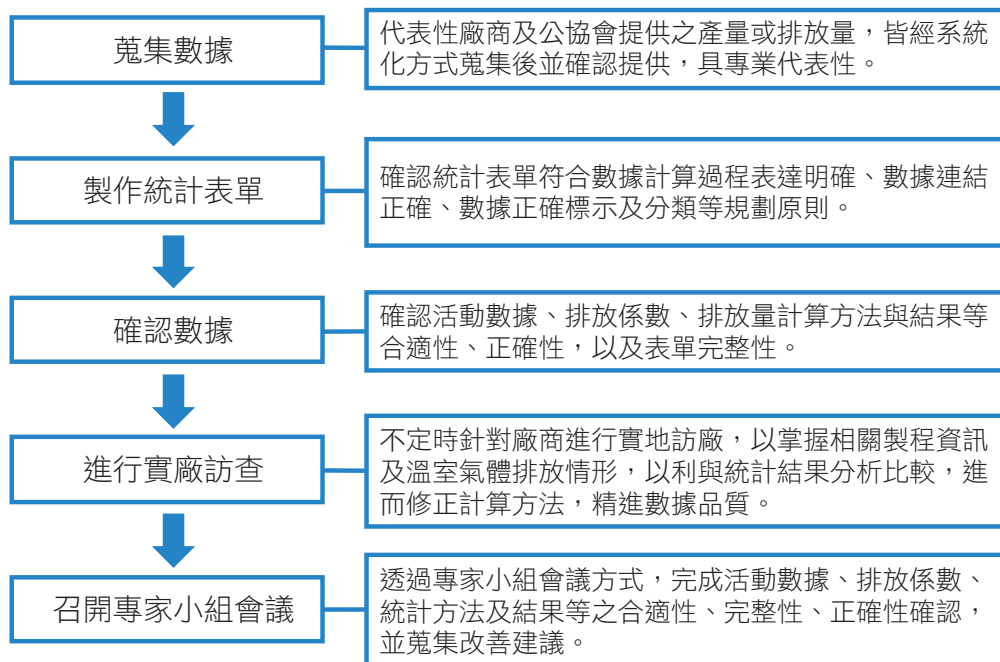 蒐集數據
代表性廠商及公協會提供之產量或排放量，皆經系統
化方式蒐集後並確認提供，具專業代表性。
製作統計表單
確認統計表單符合數據計算過程表達明確、數據連結
正確、數據正確標示及分類等規劃原則。
確認數據
確認活動數據、排放係數、排放量計算方法與結果等
合適性、正確性，以及表單完整性。
進行實廠訪查
不定時針對廠商進行實地訪廠，以掌握相關製程資訊
及溫室氣體排放情形，以利與統計結果分析比較，進
而修正計算方法，精進數據品質。
召開專家小組會議
透過專家小組會議方式，完成活動數據、排放係數、
統計方法及結果等之合適性、完整性、正確性確認，
並蒐集改善建議。